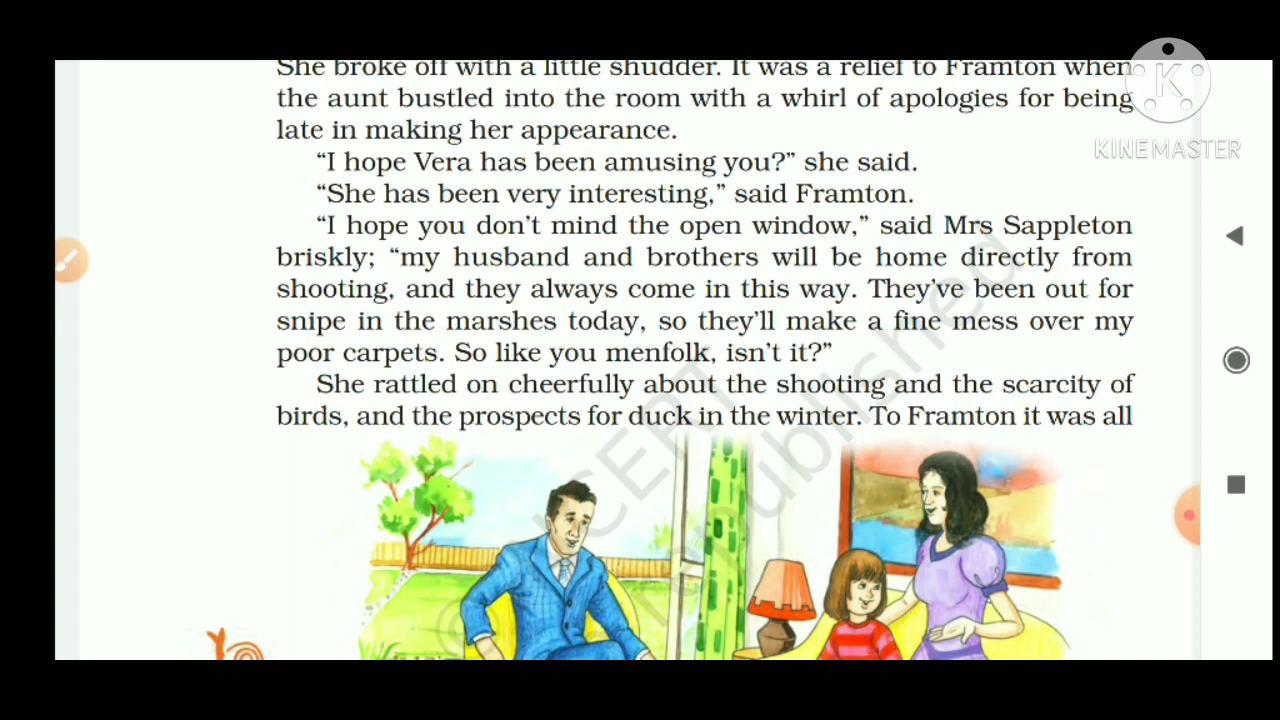 She broke off with a little shudder. It was a relief to Framton when
the aunt bustled into the room with a whirl of apologies for being
late in making her appearance.
“I hope Vera has been amusing you?” she said.
“She has been very interesting,” said Framton.
“I hope you don’t mind the open window,” said Mrs Sappleton
briskly; “my husband and brothers will be home directly from
shooting, and they always come in this way. They’ve been out for
snipe in the marshes today, so they’ll make a fine mess over my
poor carpets. So like you menfolk, isn’t it?”
She rattled on cheerfully about the shooting and the scarcity of
birds, and the prospects for duck in the winter. To Framton it was all
K
KINEMASTER
© NCERT
published